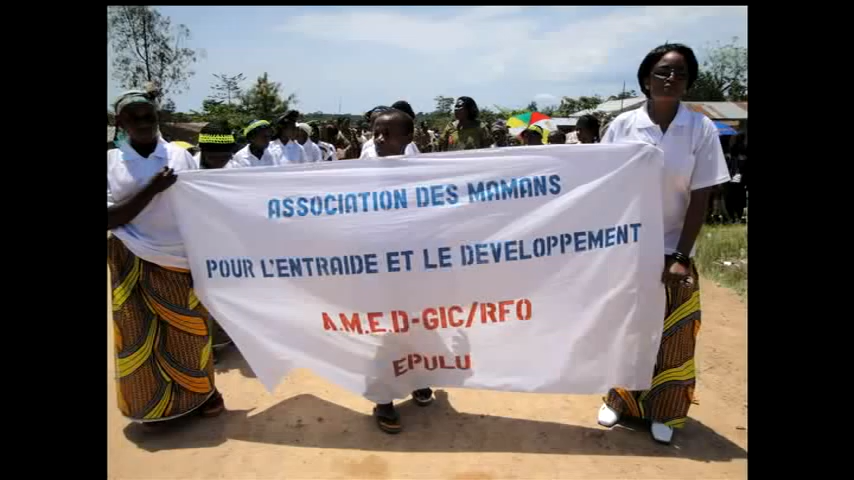 ASSOCIATION DES MAMANS
POUR L'ENTRAIDE ET LE DEVELOPPEMENT
A.M.E.D-GIC/RFO
EPULU